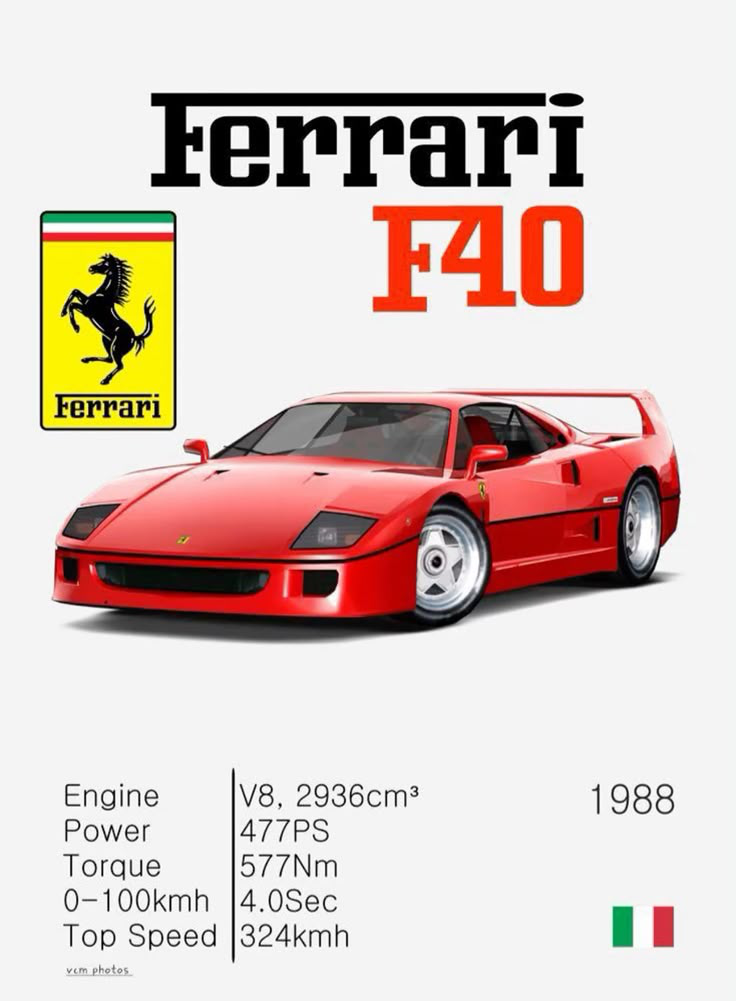 Ferrari
F40
Ferrari
Engine V8, 2936cm³
Power 477PS
Torque 577Nm
0-100kmh 4.0Sec
Top Speed 324kmh
1988
vcm photos